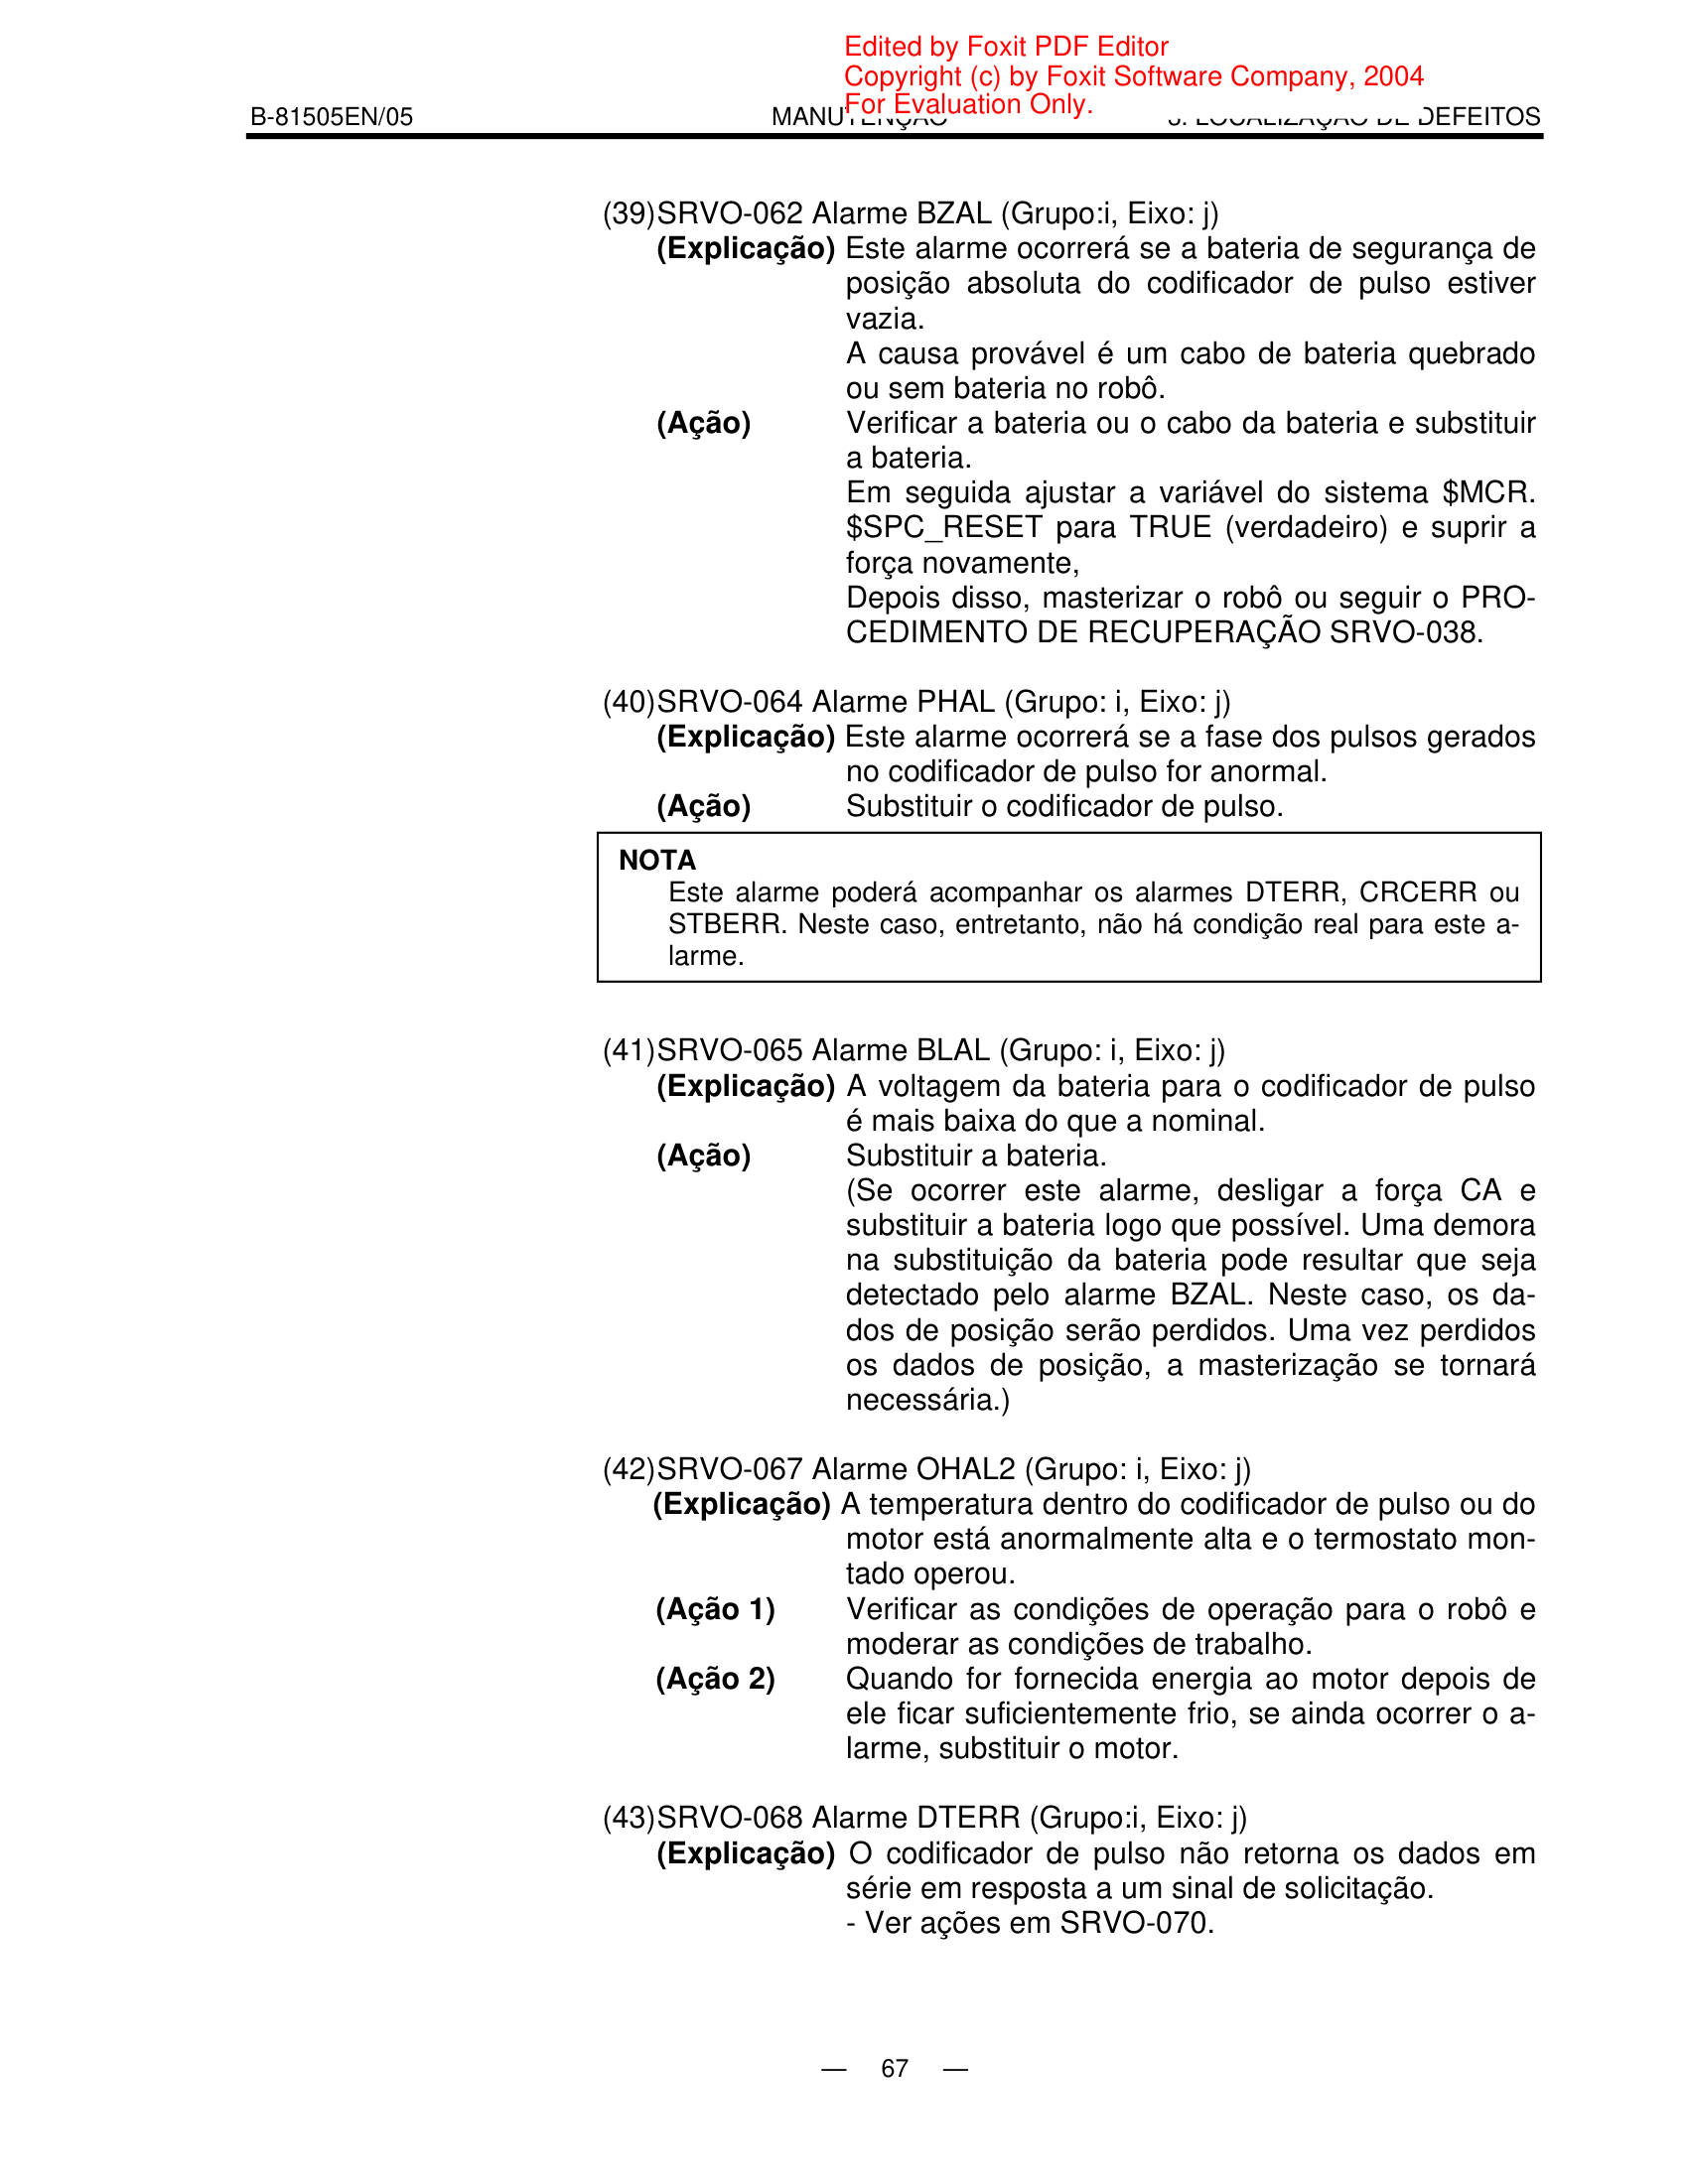 Edited by Foxit PDF Editor
Copyright (c) by Foxit Software Company, 2004
For Evaluation Only.
B-81505EN/05 MANUTENÇÃO LOCALIZAÇÃO DE DEFEITOS
(39)SRVO-062 Alarme BZAL (Grupo:i, Eixo: j)
(Explicação) Este alarme ocorrerá se a bateria de segurança de
posição absoluta do codificador de pulso estiver
vazia.
A causa provável é um cabo de bateria quebrado
ou sem bateria no robô.
(Ação) Verificar a bateria ou o cabo da bateria e substituir
a bateria.
Em seguida ajustar a variável do sistema $MCR.
$SPC_RESET para TRUE (verdadeiro) e suprir a
força novamente,
Depois disso, masterizar o robô ou seguir o PRO-
CEDIMENTO DE RECUPERAÇÃO SRVO-038.
(40)SRVO-064 Alarme PHAL (Grupo: i, Eixo: j)
(Explicação) Este alarme ocorrerá se a fase dos pulsos gerados
no codificador de pulso for anormal.
(Ação) Substituir o codificador de pulso.
NOTA
Este alarme poderá acompanhar os alarmes DTERR, CRCERR ou
STBERR. Neste caso, entretanto, não há condição real para este a-
larme.
(41)SRVO-065 Alarme BLAL (Grupo: i, Eixo: j)
(Explicação) A voltagem da bateria para o codificador de pulso
é mais baixa do que a nominal.
(Ação) Substituir a bateria.
(Se ocorrer este alarme, desligar a força CA e
substituir a bateria logo que possível. Uma demora
na substituição da bateria pode resultar que seja
detectado pelo alarme BZAL. Neste caso, os da-
dos de posição serão perdidos. Uma vez perdidos
os dados de posição, a masterização se tornará
necessária.)
(42)SRVO-067 Alarme OHAL2 (Grupo: i, Eixo: j)
(Explicação) A temperatura dentro do codificador de pulso ou do
motor está anormalmente alta e o termostato mon-
tado operou.
(Ação 1) Verificar as condições de operação para o robô e
moderar as condições de trabalho.
(Ação 2) Quando for fornecida energia ao motor depois de
ele ficar suficientemente frio, se ainda ocorrer o a-
larme, substituir o motor.
(43)SRVO-068 Alarme DTERR (Grupo:i, Eixo: j)
(Explicação) O codificador de pulso não retorna os dados em
série em resposta a um sinal de solicitação.
- Ver ações em SRVO-070.
— 67 —